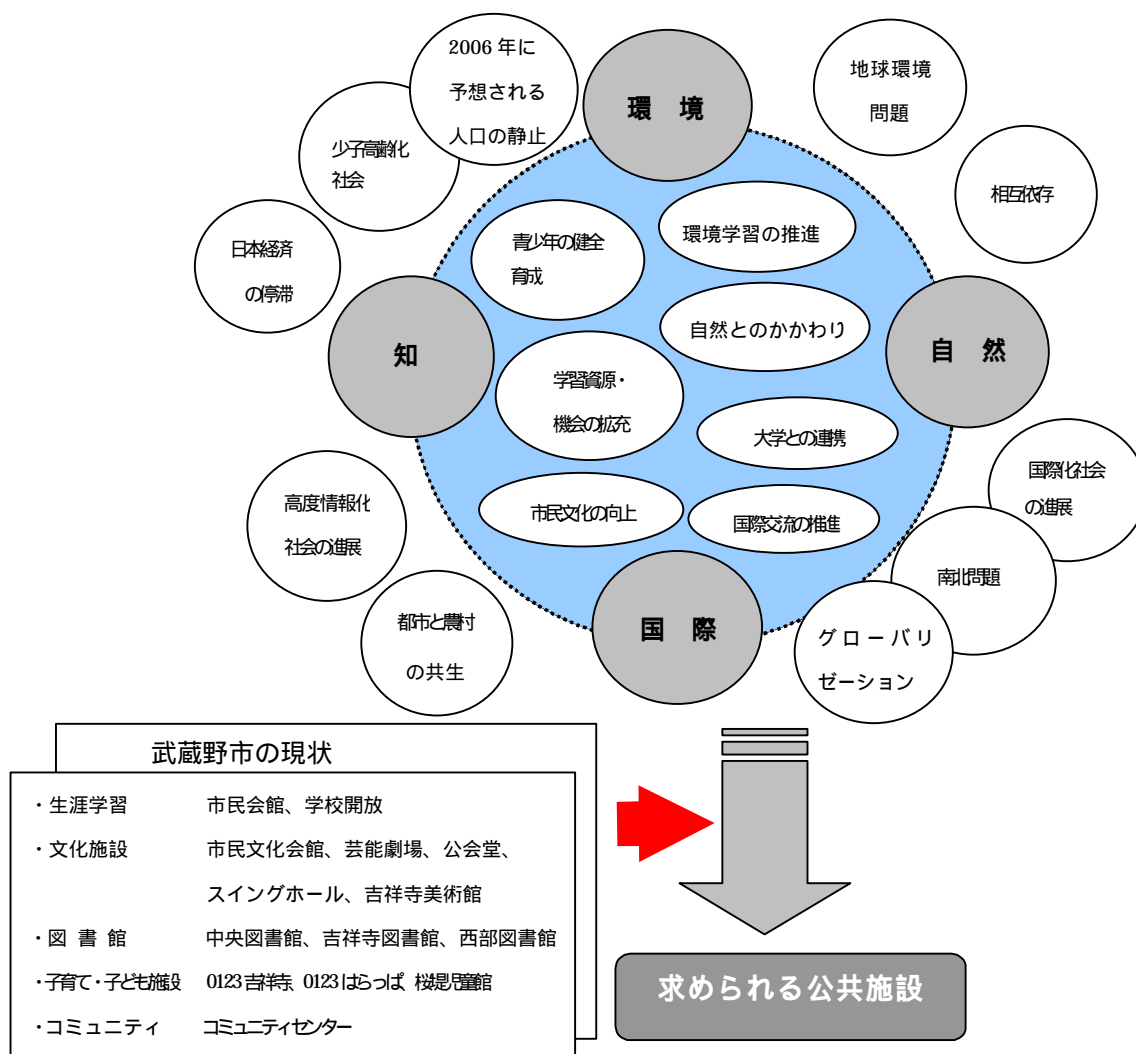 2006 年に
予想される
人口の静止
環 境
地球環境
問題
少子高齢化
社会
相互依存
青少年の健全
育成
環境学習の推進
日本経済
の停滞
自然とのかかわり
知
自 然
学習資源・
機会の拡充
大学との連携
高度情報化
社会の進展
市民文化の向上
国際交流の推進
国際化社会
の進展
南北問題
都市と農村
の共生
国 際
グローバリ
ゼーション
武蔵野市の現状
・生涯学習 市民会館、学校開放
・文化施設 市民文化会館、芸能劇場、公会堂、
スイングホール、吉祥寺美術館
・図 書 館 中央図書館、吉祥寺図書館、西部図書館
・子育て・子ども施設 0123 吉祥寺、0123 はらっぱ、桜堤児童館
・コミュニティ コミュニティセンター
求められる公共施設